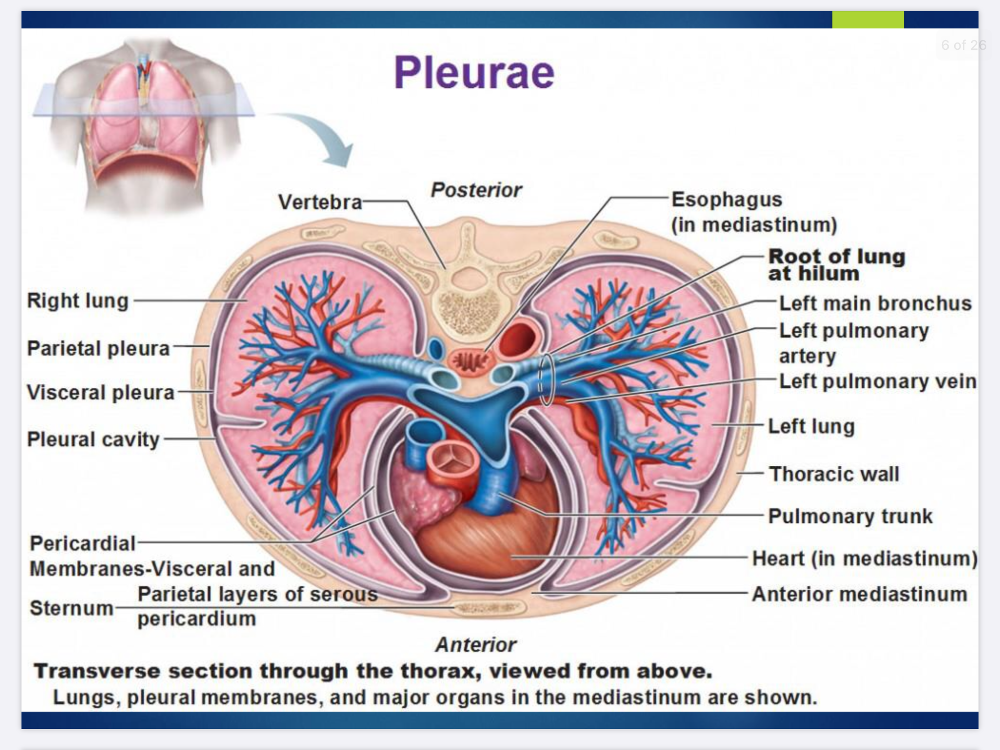 6 of 26
Pleurae
Posterior
Vertebra
Esophagus
(in mediastinum)
Root of lung
at hilum
Left main bronchus
Left pulmonary
artery
Left pulmonary vein
Left lung
Thoracic wall
Pulmonary trunk
Heart (in mediastinum)
Anterior mediastinum
Right lung
Parietal pleura
Visceral pleura
Pleural cavity
Pericardial
Membranes-Visceral and
Parietal layers of serous
pericardium
Sternum
Anterior
Transverse section through the thorax, viewed from above.
Lungs, pleural membranes, and major organs in the mediastinum are shown.